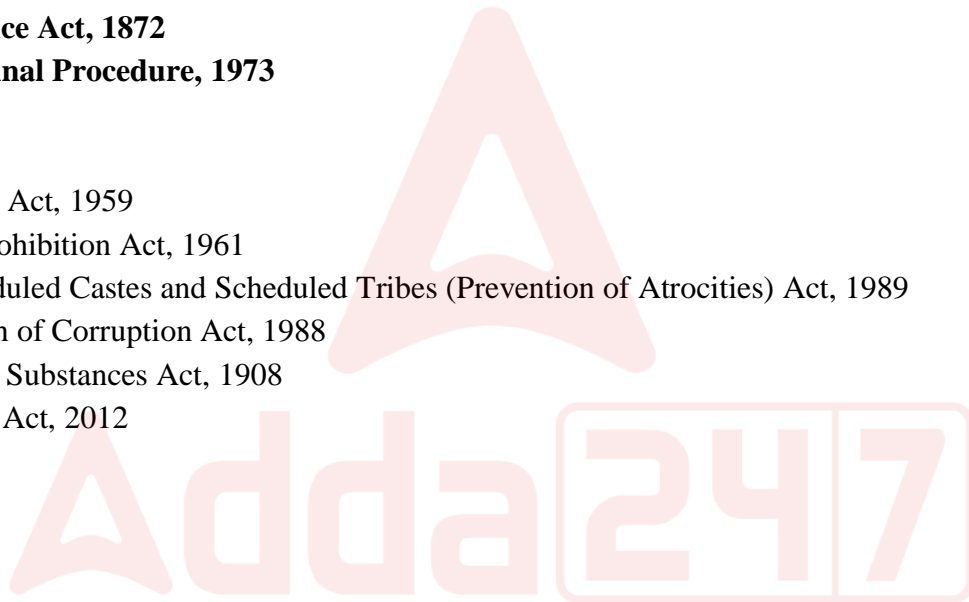 ce Act, 1872
nal Procedure, 1973
Act, 1959
ohibition Act, 1961
duled Castes and Scheduled Tribes (Prevention of Atrocities) Act, 1989
n of Corruption Act, 1988
Substances Act, 1908
Act, 2012
Adda247